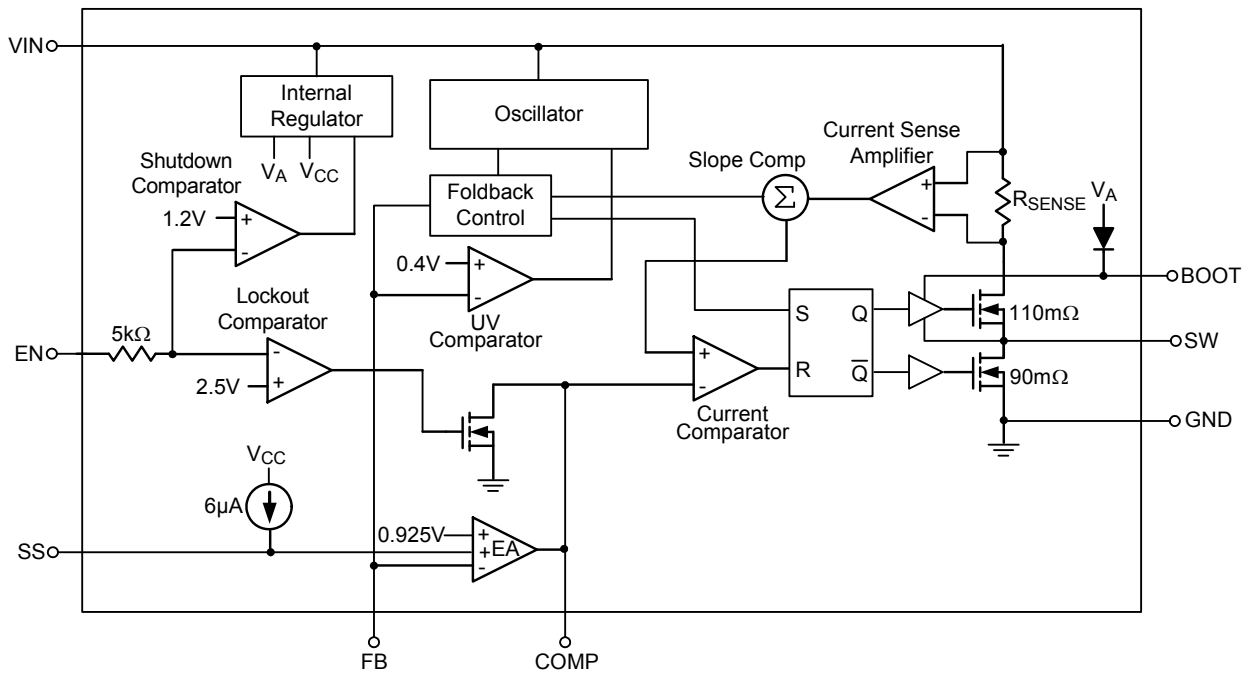 VIN
Internal
Regulator
Oscillator
Current Sense
Amplifier
Slope Comp
Shutdown
Comparator
VA
VCC
Foldback
Control
Σ
+
-
RSENSE
VA
1.2V
+
-
0.4V
+
-
UV
Comparator
BOOT
Lockout
Comparator
S
Q
110mΩ
5kΩ
EN
-
+
2.5V
+
-
Current
Comparator
R
Q̅
SW
90mΩ
GND
VCC
6µA
SS
0.925V
+
+
-
EA
FB
COMP